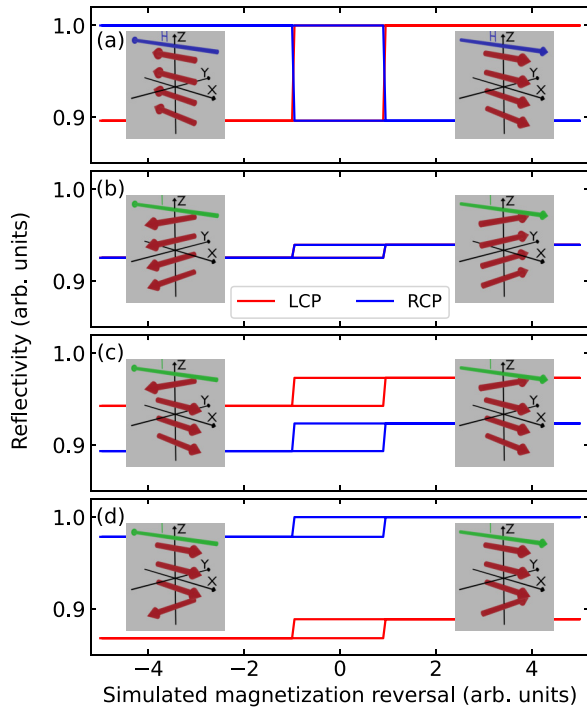 1.0
(a)
H
Z
Y
X
H
Z
Y
X
0.9
1.0
(b)
Z
Y
X
Z
Y
X
0.9
LCP
RCP
1.0
(c)
Z
Y
X
Z
Y
X
0.9
1.0
(d)
Z
Y
X
Z
Y
X
0.9
Reflectivity (arb. units)
−4
−2
0
2
4
Simulated magnetization reversal (arb. units)